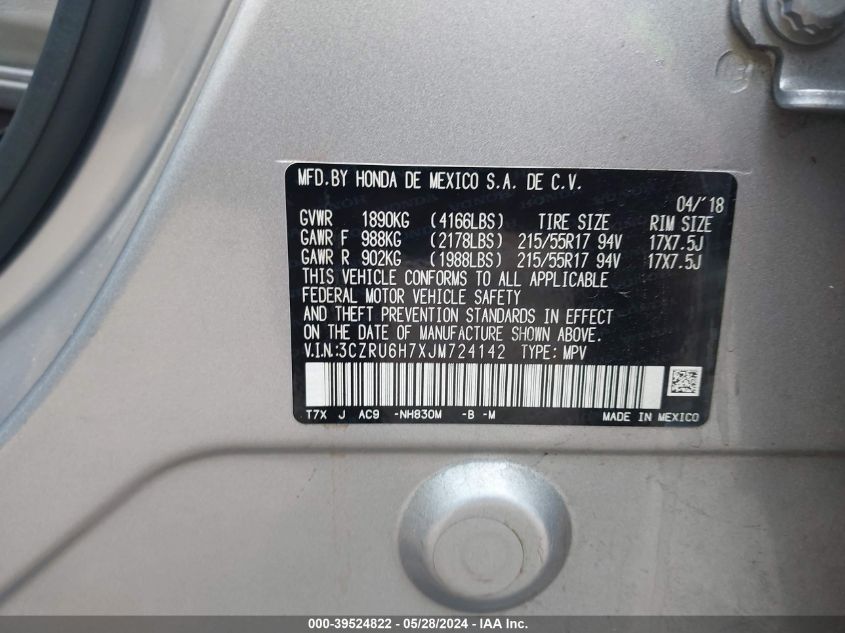 MFD.BY HONDA DE MEXICO S.A. DE C.V.
04/'18
GVWR 1890KG (4166LBS) TIRE SIZE RIM SIZE
GAWR F 988KG (2178LBS) 215/55R17 94V 17X7.5J
GAWR R 902KG (1988LBS) 215/55R17 94V 17X7.5J
THIS VEHICLE CONFORMS TO ALL APPLICABLE
FEDERAL MOTOR VEHICLE SAFETY
AND THEFT PREVENTION STANDARDS IN EFFECT
ON THE DATE OF MANUFACTURE SHOWN ABOVE.
V.I.N:3CZRU6H7XJM724142 TYPE: MPV
T7X J AC9 -NH830M -B -M MADE IN MEXICO
000-39524822 - 05/28/2024 - IAA Inc.